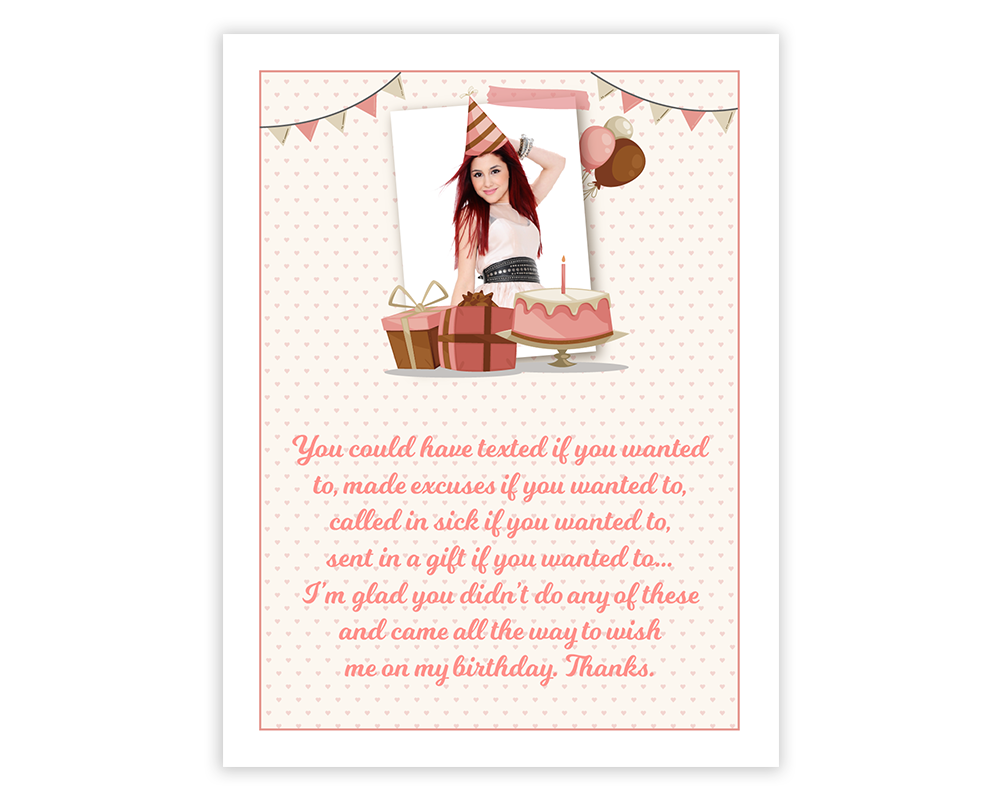 You could have texted if you wanted
to, made excuses if you wanted to,
called in sick if you wanted to,
sent in a gift if you wanted to...
I'm glad you didn't do any of these
and came all the way to wish
me on my birthday. Thanks.